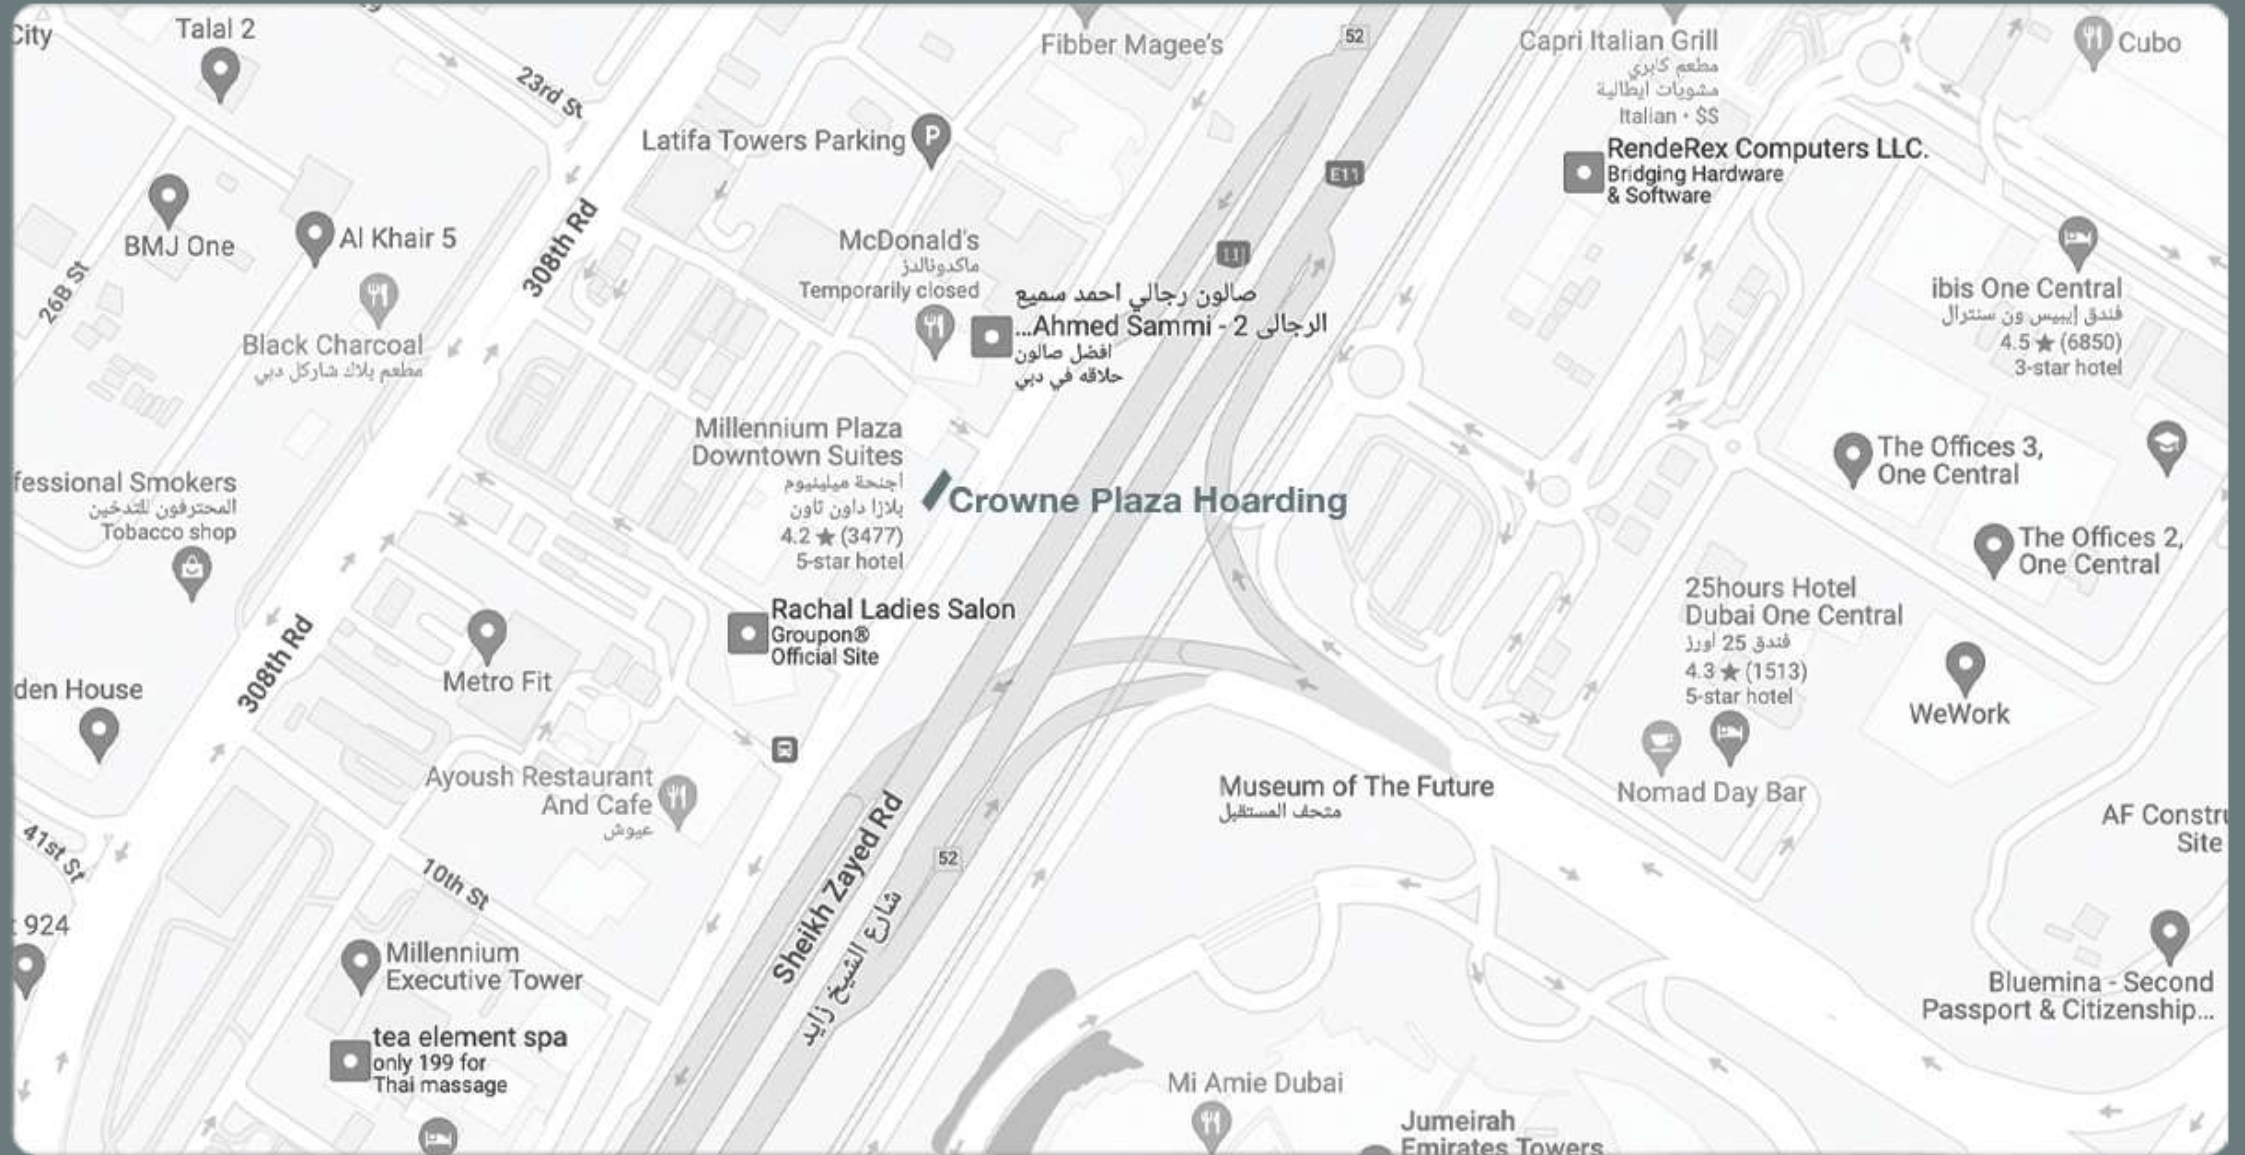 City
Talal 2
23rd St
Fibber Magee's
52
Capri Italian Grill
مطعم كابري
مشويات ايطالية
Italian · $$
Cubo
Latifa Towers Parking
P
E11
RendeRex Computers LLC.
Bridging Hardware
& Software
BMJ One
Al Khair 5
308th Rd
26B St
Black Charcoal
مطعم بلاك شاركل دبي
McDonald's
ماكدونالدز
Temporarily closed
صالون رجالي احمد سميع
...Ahmed Sammi - 2 الرجالى
افضل صالون
حلاقه في دبي
ibis One Central
فندق إيبيس ون سنترال
4.5 ★ (6850)
3-star hotel
Millennium Plaza
Downtown Suites
أجنحة ميلينيوم
بلازا داون تاون
4.2 ★ (3477)
5-star hotel
Crowne Plaza Hoarding
The Offices 3,
One Central
The Offices 2,
One Central
fessional Smokers
المحترفون للتدخين
Tobacco shop
25hours Hotel
Dubai One Central
فندق 25 أورز
4.3 ★ (1513)
5-star hotel
Rachal Ladies Salon
Groupon®
Official Site
308th Rd
Metro Fit
den House
WeWork
Nomad Day Bar
Ayoush Restaurant
And Cafe
عيوش
Museum of The Future
متحف المستقبل
41st St
10th St
Sheikh Zayed Rd
شارع الشيخ زايد
52
AF Constru
Site
924
Millennium
Executive Tower
Bluemina - Second
Passport & Citizenship...
tea element spa
only 199 for
Thai massage
Mi Amie Dubai
Jumeirah
Emirates Towers